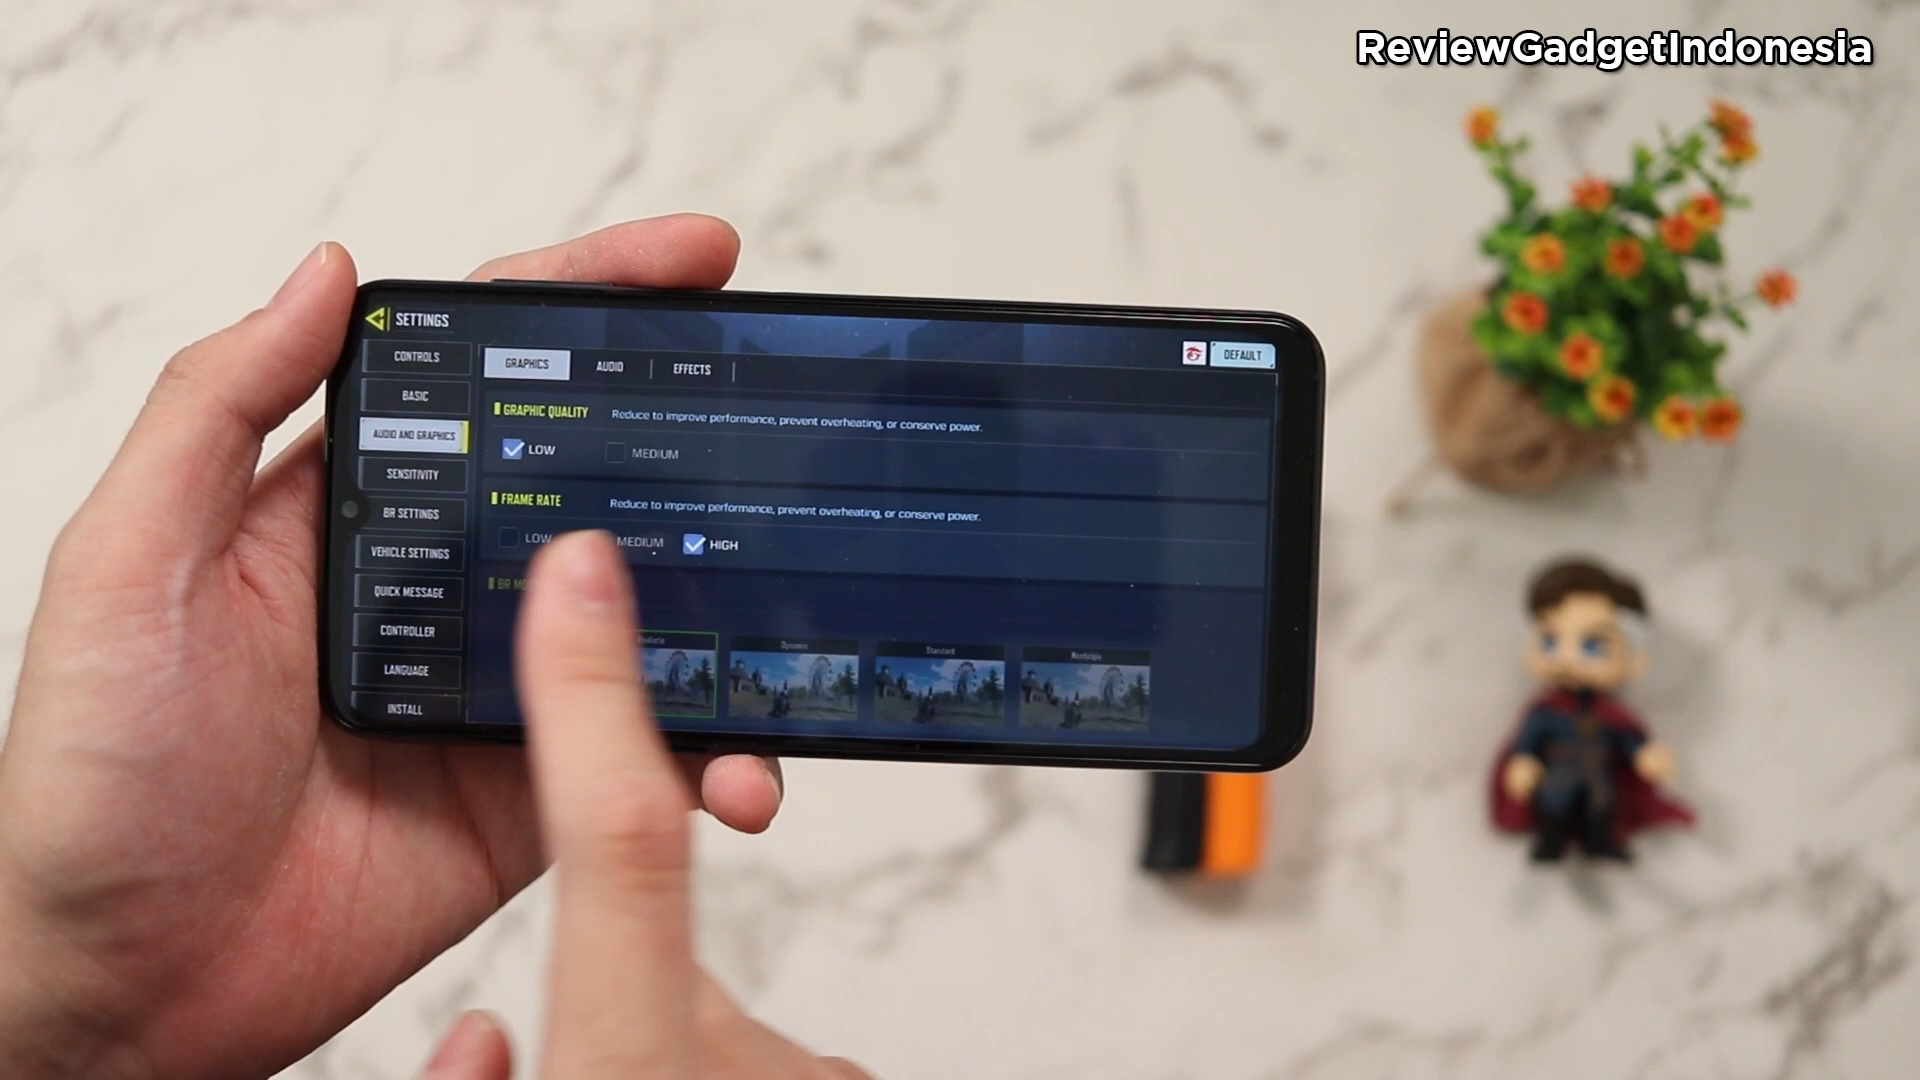 ReviewGadgetIndonesia
SETTINGS
CONTROLS
BASIC
AUDIO AND GRAPHICS
SENSITIVITY
BR SETTINGS
VEHICLE SETTINGS
QUICK MESSAGE
CONTROLLER
LANGUAGE
INSTALL
GRAPHICS
AUDIO
EFFECTS
DEFAULT
GRAPHIC QUALITY
Reduce to improve performance, prevent overheating, or conserve power.
LOW
MEDIUM
FRAME RATE
Reduce to improve performance, prevent overheating, or conserve power.
LOW
MEDIUM
HIGH
BR
Realistic
Dynamic
Standard
Nostalgia